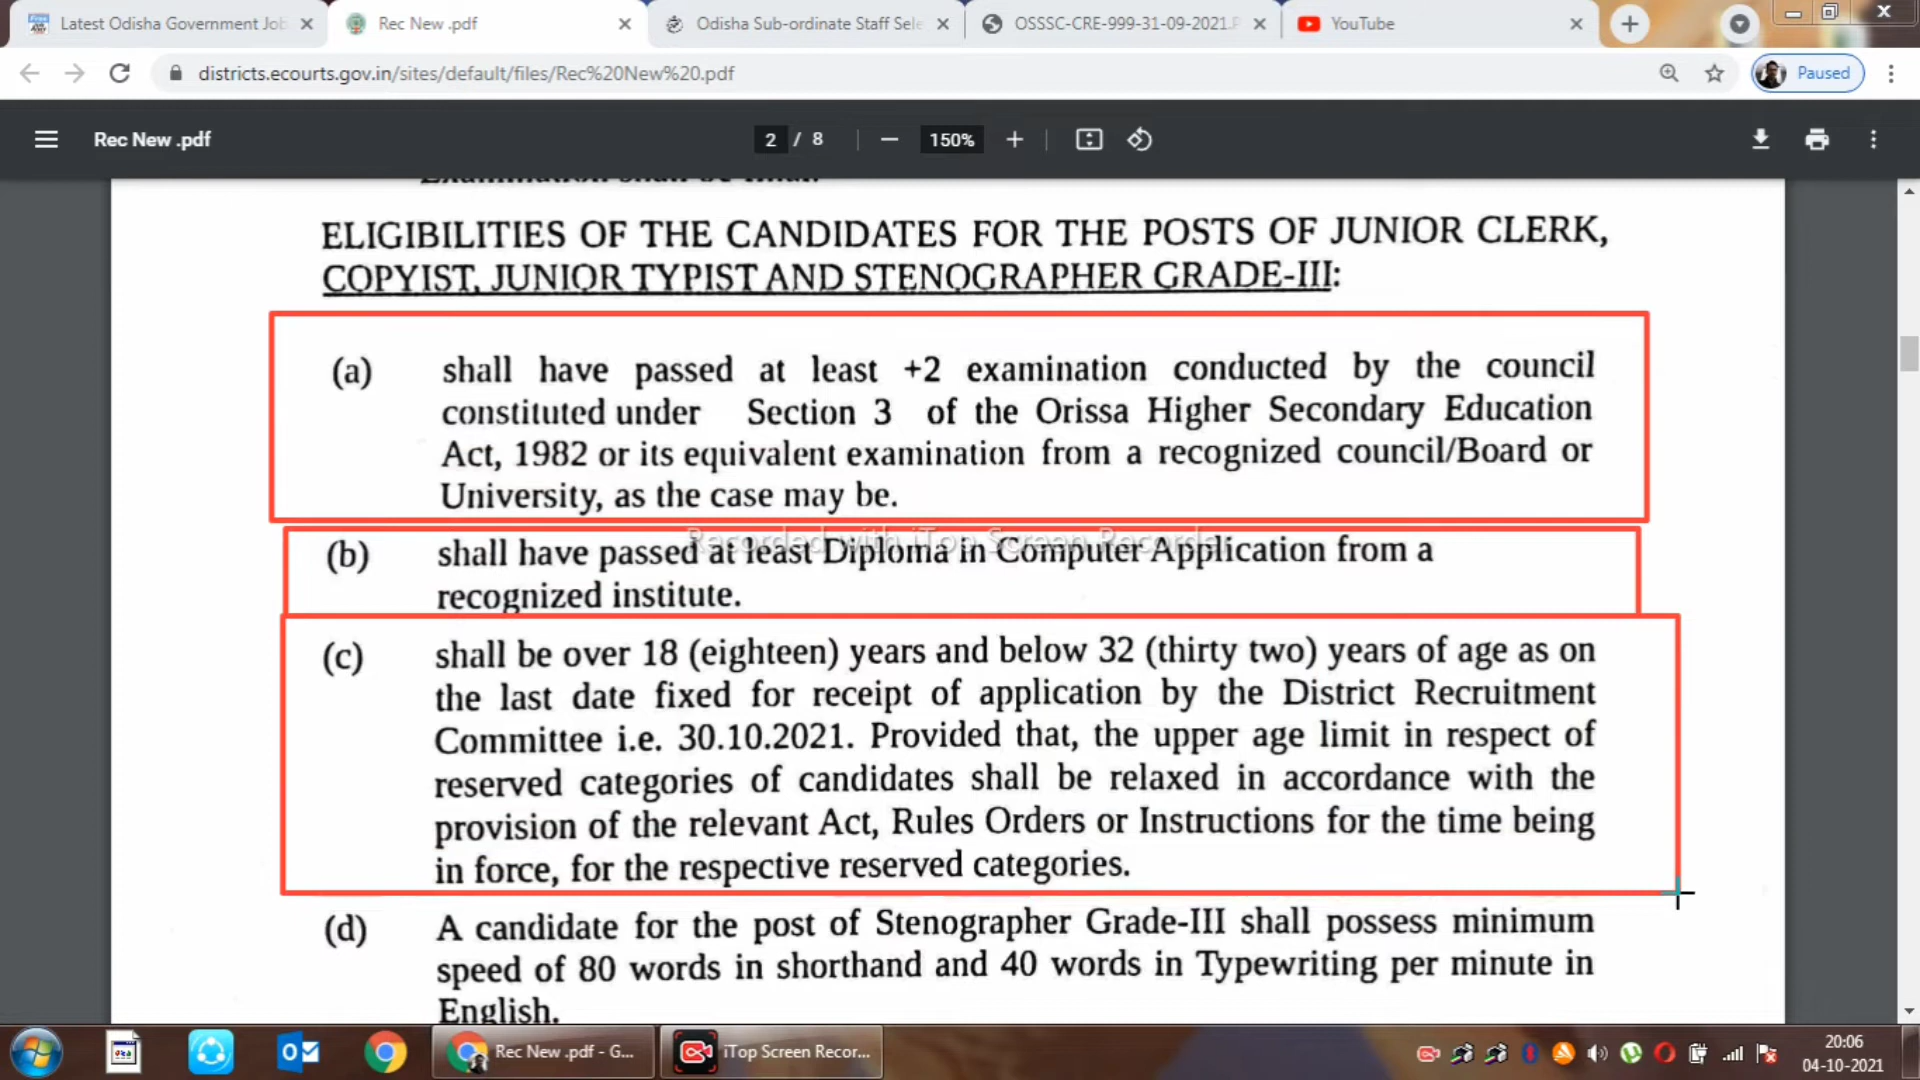 Latest Odisha Government Job
Rec New .pdf
Odisha Sub-ordinate Staff Sele
OSSSC-CRE-999-31-09-2021.P
YouTube
districts.ecourts.gov.in/sites/default/files/Rec%20New%20.pdf
Paused
Rec New .pdf
2 / 8
150%
Examination shall be final.
ELIGIBILITIES OF THE CANDIDATES FOR THE POSTS OF JUNIOR CLERK,
COPYIST, JUNIOR TYPIST AND STENOGRAPHER GRADE-III:
(a) shall have passed at least +2 examination conducted by the council
constituted under Section 3 of the Orissa Higher Secondary Education
Act, 1982 or its equivalent examination from a recognized council/Board or
University, as the case may be.
Recorded with iTop Screen Recorder
(b) shall have passed at least Diploma in Computer Application from a
recognized institute.
(c) shall be over 18 (eighteen) years and below 32 (thirty two) years of age as on
the last date fixed for receipt of application by the District Recruitment
Committee i.e. 30.10.2021. Provided that, the upper age limit in respect of
reserved categories of candidates shall be relaxed in accordance with the
provision of the relevant Act, Rules Orders or Instructions for the time being
in force, for the respective reserved categories.
(d) A candidate for the post of Stenographer Grade-III shall possess minimum
speed of 80 words in shorthand and 40 words in Typewriting per minute in
English.
Rec New .pdf - G...
iTop Screen Recor...
20:06
04-10-2021